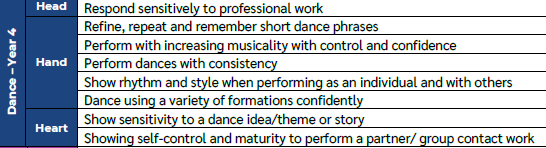 Dance – Year 4
Head
Respond sensitively to professional work
Hand
Refine, repeat and remember short dance phrases
Perform with increasing musicality with control and confidence
Perform dances with consistency
Show rhythm and style when performing as an individual and with others
Dance using a variety of formations confidently
Heart
Show sensitivity to a dance idea/theme or story
Showing self-control and maturity to perform a partner/ group contact work